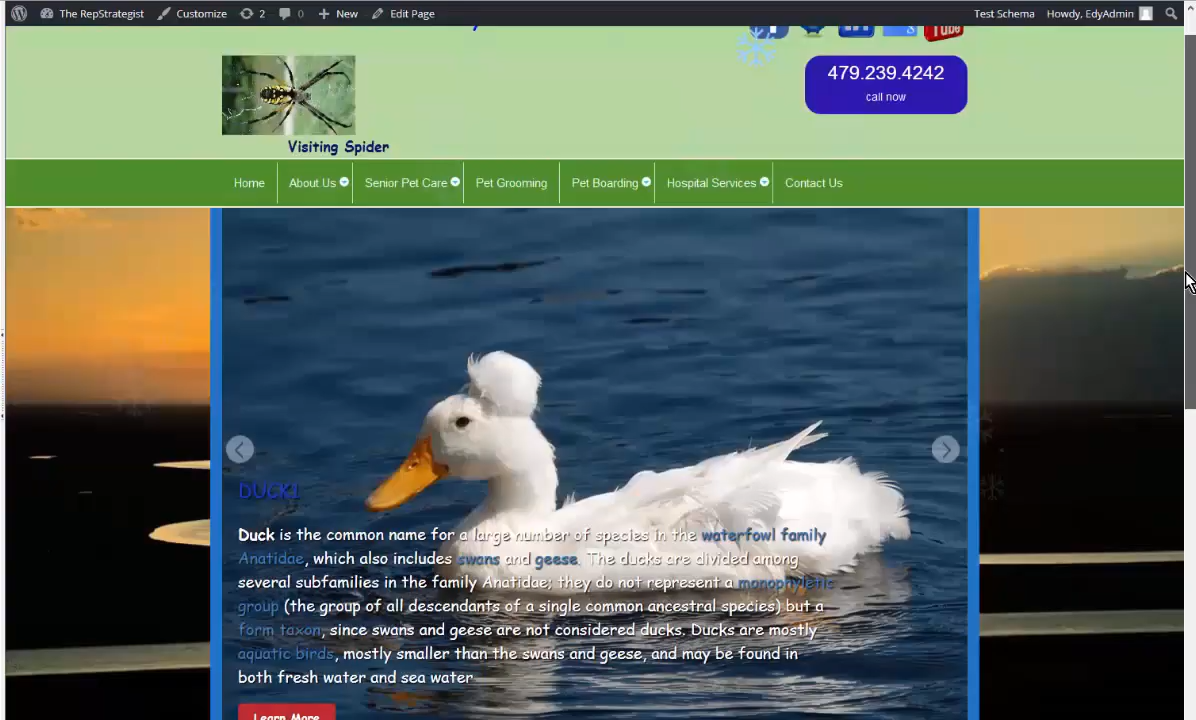 The RepStrategist Customize 2 0 New Edit Page Test Schema Howdy, EdyAdmin
Tube
479.239.4242
call now
Visiting Spider
Home About Us Senior Pet Care Pet Grooming Pet Boarding Hospital Services Contact Us
DUCK1
Duck is the common name for a large number of species in the waterfowl family
Anatidae, which also includes swans and geese. The ducks are divided among
several subfamilies in the family Anatidae; they do not represent a monophyletic
group (the group of all descendants of a single common ancestral species) but a
form taxon, since swans and geese are not considered ducks. Ducks are mostly
aquatic birds, mostly smaller than the swans and geese, and may be found in
both fresh water and sea water
Learn More